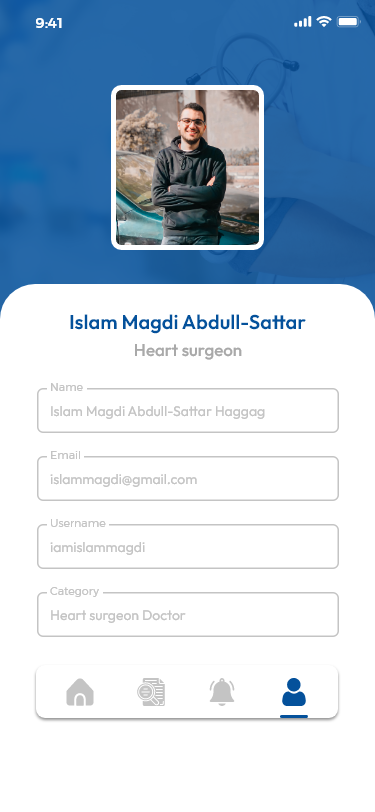 9:41
Islam Magdi Abdull-Sattar
Heart surgeon
Name
Islam Magdi Abdull-Sattar Haggag
Email
islammagdi@gmail.com
Username
iamislammagdi
Category
Heart surgeon Doctor